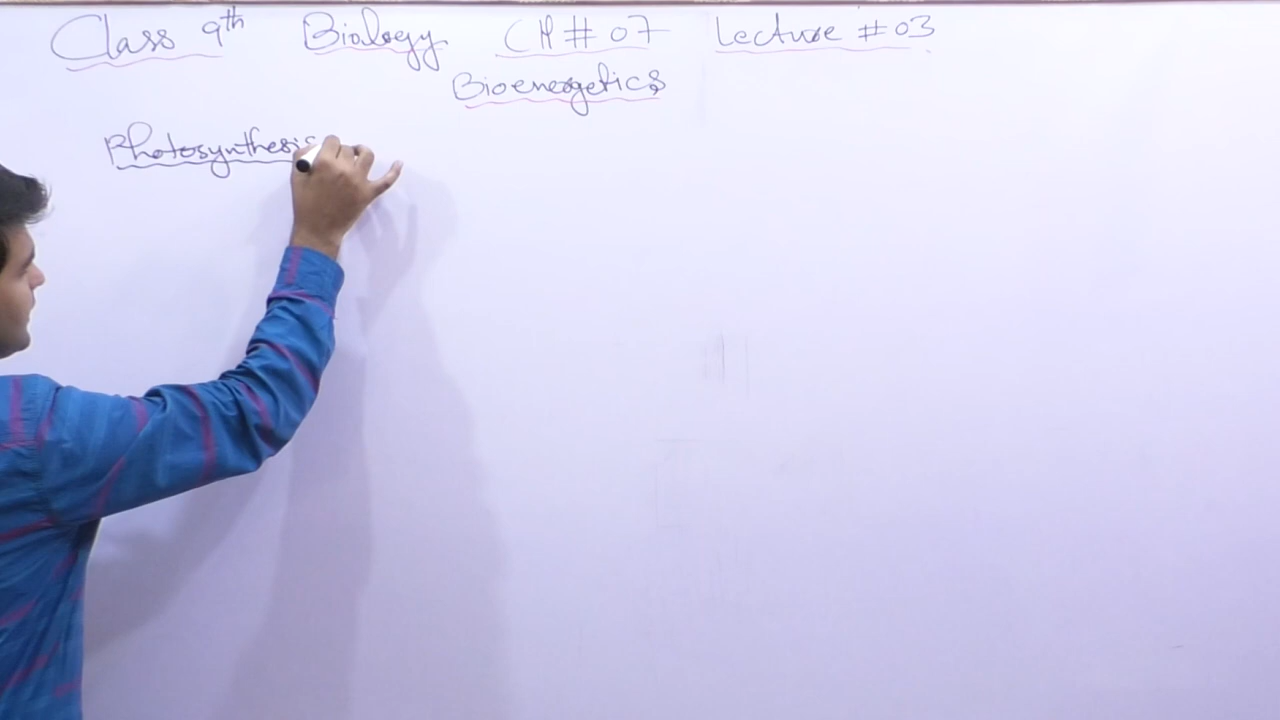 Class 9th Biology CH # 07 Lecture # 03
Bioenergetics
Photosynthesis